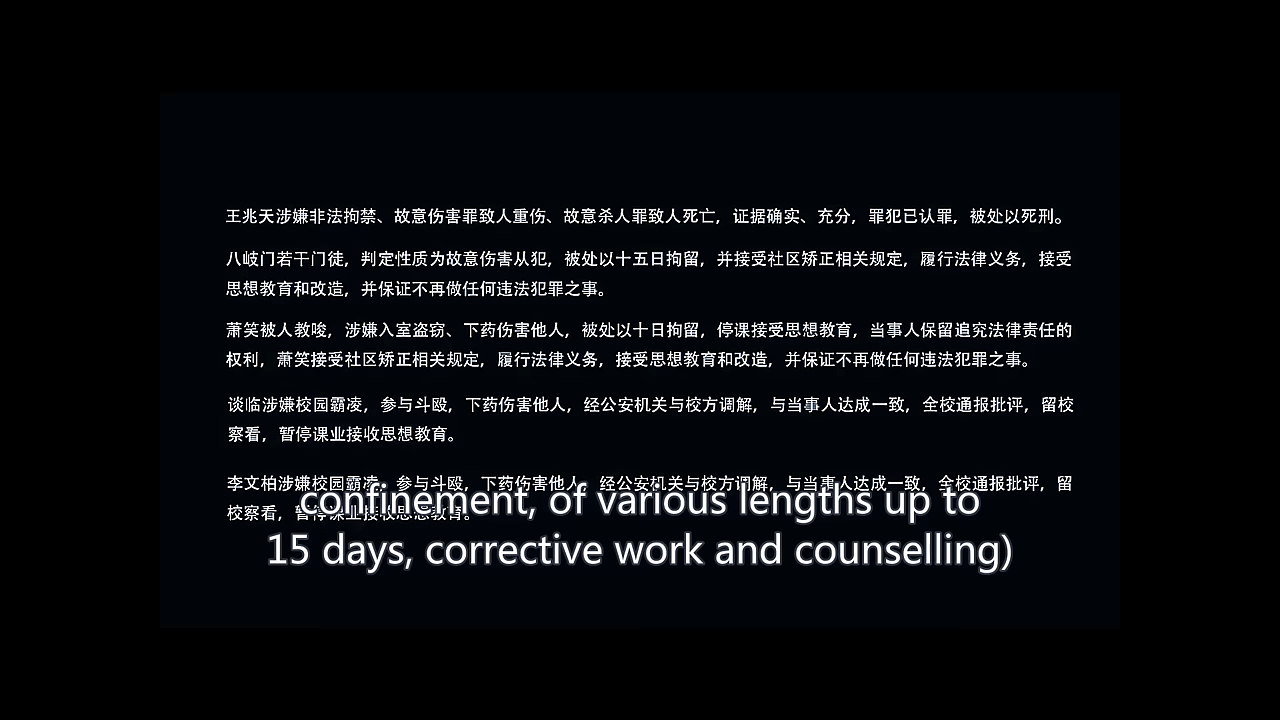 王兆天涉嫌非法拘禁、故意伤害罪致人重伤、故意杀人罪致人死亡，证据确实、充分，罪犯已认罪，被处以死刑。
八岐门若干门徒，判定性质为故意伤害从犯，被处以十五日拘留，并接受社区矫正相关规定，履行法律义务，接受
思想教育和改造，并保证不再做任何违法犯罪之事。
萧笑被人教唆，涉嫌入室盗窃、下药伤害他人，被处以十日拘留，停课接受思想教育，当事人保留追究法律责任的
权利，萧笑接受社区矫正相关规定，履行法律义务，接受思想教育和改造，并保证不再做任何违法犯罪之事。
谈临涉嫌校园霸凌，参与斗殴，下药伤害他人，经公安机关与校方调解，与当事人达成一致，全校通报批评，留校
察看，暂停课业接收思想教育。
李文柏涉嫌校园霸凌，参与斗殴，下药伤害他人，经公安机关与校方调解，与当事人达成一致，全校通报批评，留
校察看，暂停课业接收思想教育。
confinement, of various lengths up to
15 days, corrective work and counselling)